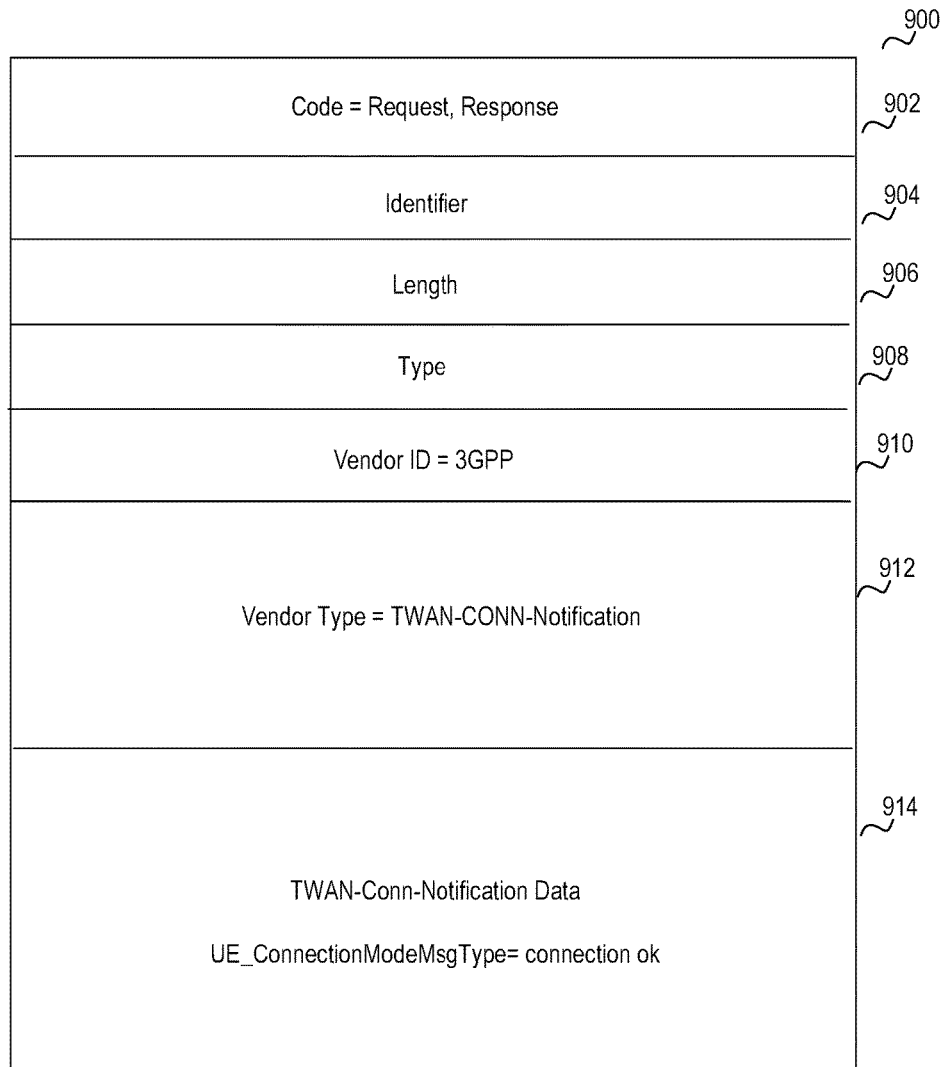 900
Code = Request, Response
902
Identifier
904
Length
906
Type
908
Vendor ID = 3GPP
910
Vendor Type = TWAN-CONN-Notification
912
914
TWAN-Conn-Notification Data
UE_ConnectionModeMsgType= connection ok